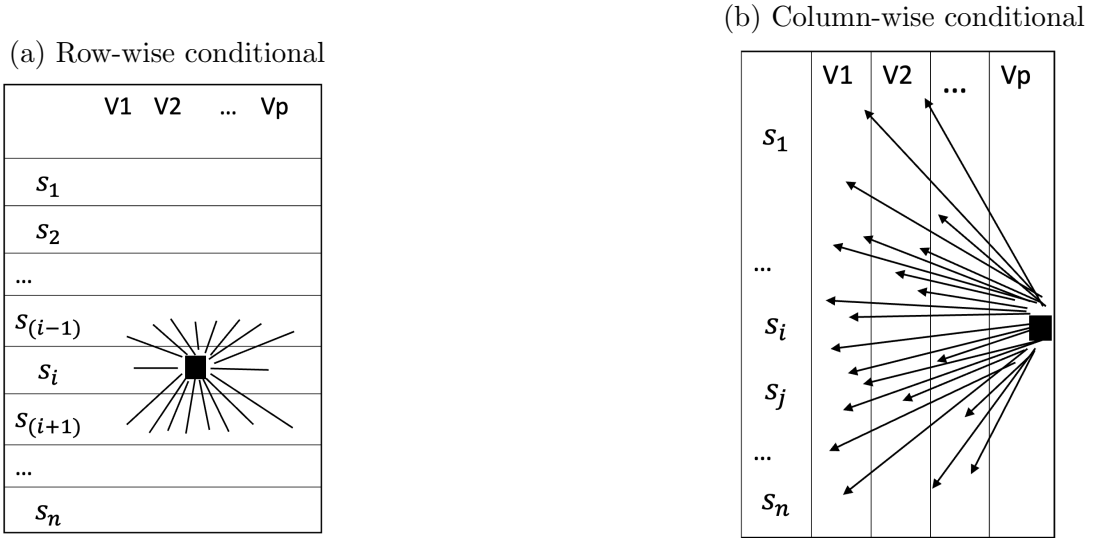 (a) Row-wise conditional
V1 V2 ... Vp
s₁
s₂
...
s₍ᵢ₋₁₎
sᵢ
s₍ᵢ₊₁₎
...
sₙ
(b) Column-wise conditional
V1 V2 ... Vp
s₁
...
sᵢ
sⱼ
...
sₙ